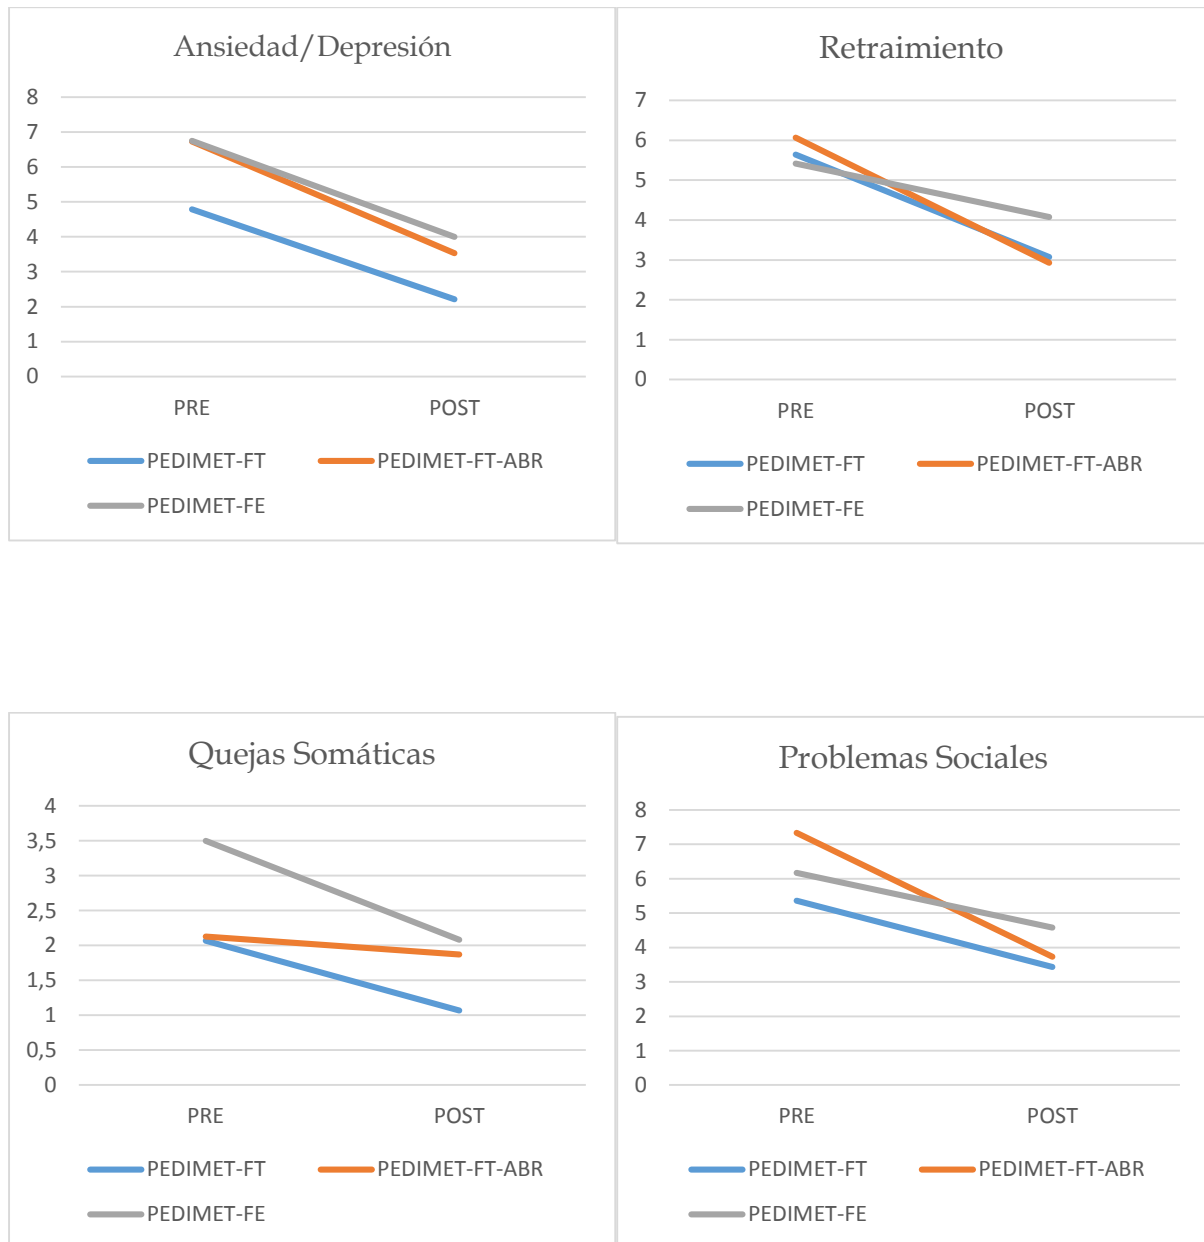 Ansiedad/Depresión
8
7
6
5
4
3
2
1
0
PRE POST
PEDIMET-FT PEDIMET-FT-ABR
PEDIMET-FE
Retraimiento
7
6
5
4
3
2
1
0
PRE POST
PEDIMET-FT PEDIMET-FT-ABR
PEDIMET-FE
Quejas Somáticas
4
3,5
3
2,5
2
1,5
1
0,5
0
PRE POST
PEDIMET-FT PEDIMET-FT-ABR
PEDIMET-FE
Problemas Sociales
8
7
6
5
4
3
2
1
0
PRE POST
PEDIMET-FT PEDIMET-FT-ABR
PEDIMET-FE